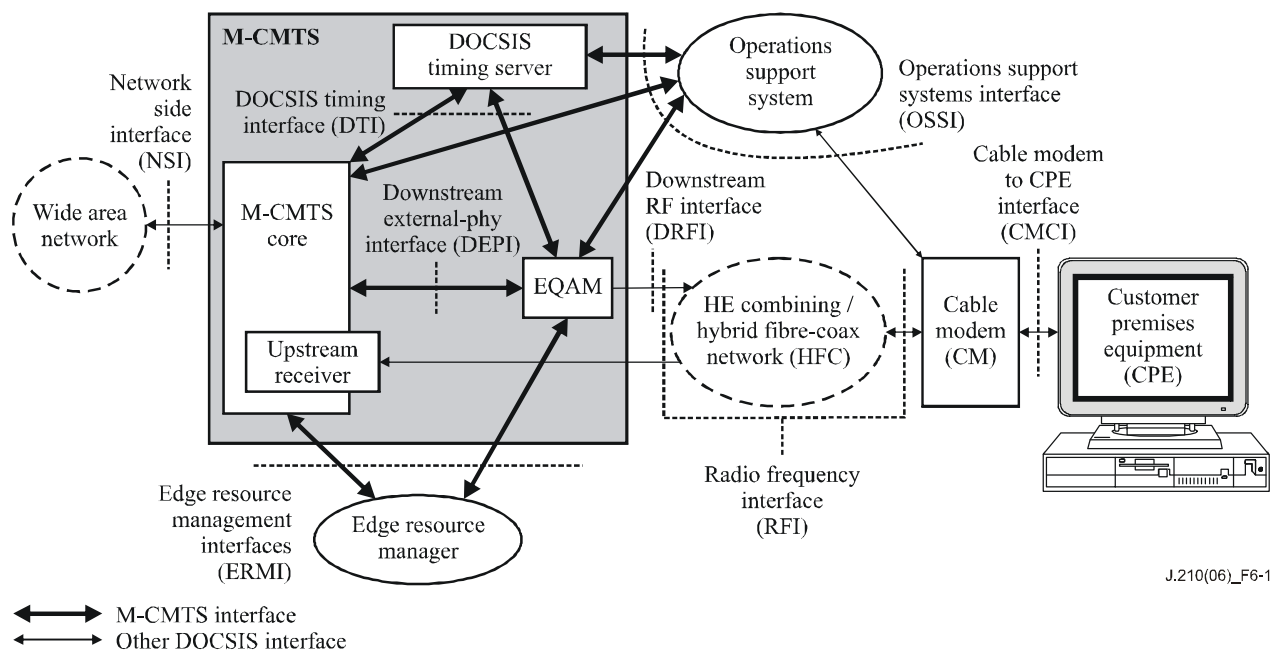 M-CMTS
DOCSIS
timing server
Operations
support
system
Operations support
systems interface
(OSSI)
Network
side
interface
(NSI)
DOCSIS timing
interface (DTI)
Wide area
network
M-CMTS
core
Downstream
external-phy
interface (DEPI)
Downstream
RF interface
(DRFI)
Cable modem
to CPE
interface
(CMCI)
EQAM
HE combining /
hybrid fibre-coax
network (HFC)
Cable
modem
(CM)
Customer
premises
equipment
(CPE)
Upstream
receiver
Radio frequency
interface
(RFI)
Edge resource
management
interfaces
(ERMI)
Edge resource
manager
J.210(06)_F6-1
M-CMTS interface
Other DOCSIS interface